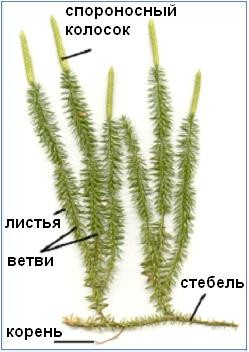 спороносный
колосок
листья
ветви
стебель
корень